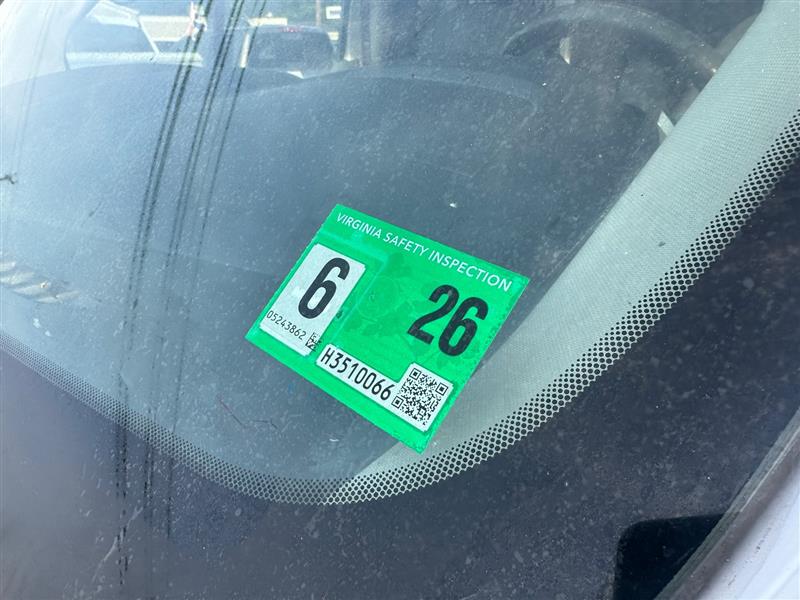 VIRGINIA SAFETY INSPECTION
6
26
05243862
H3510066